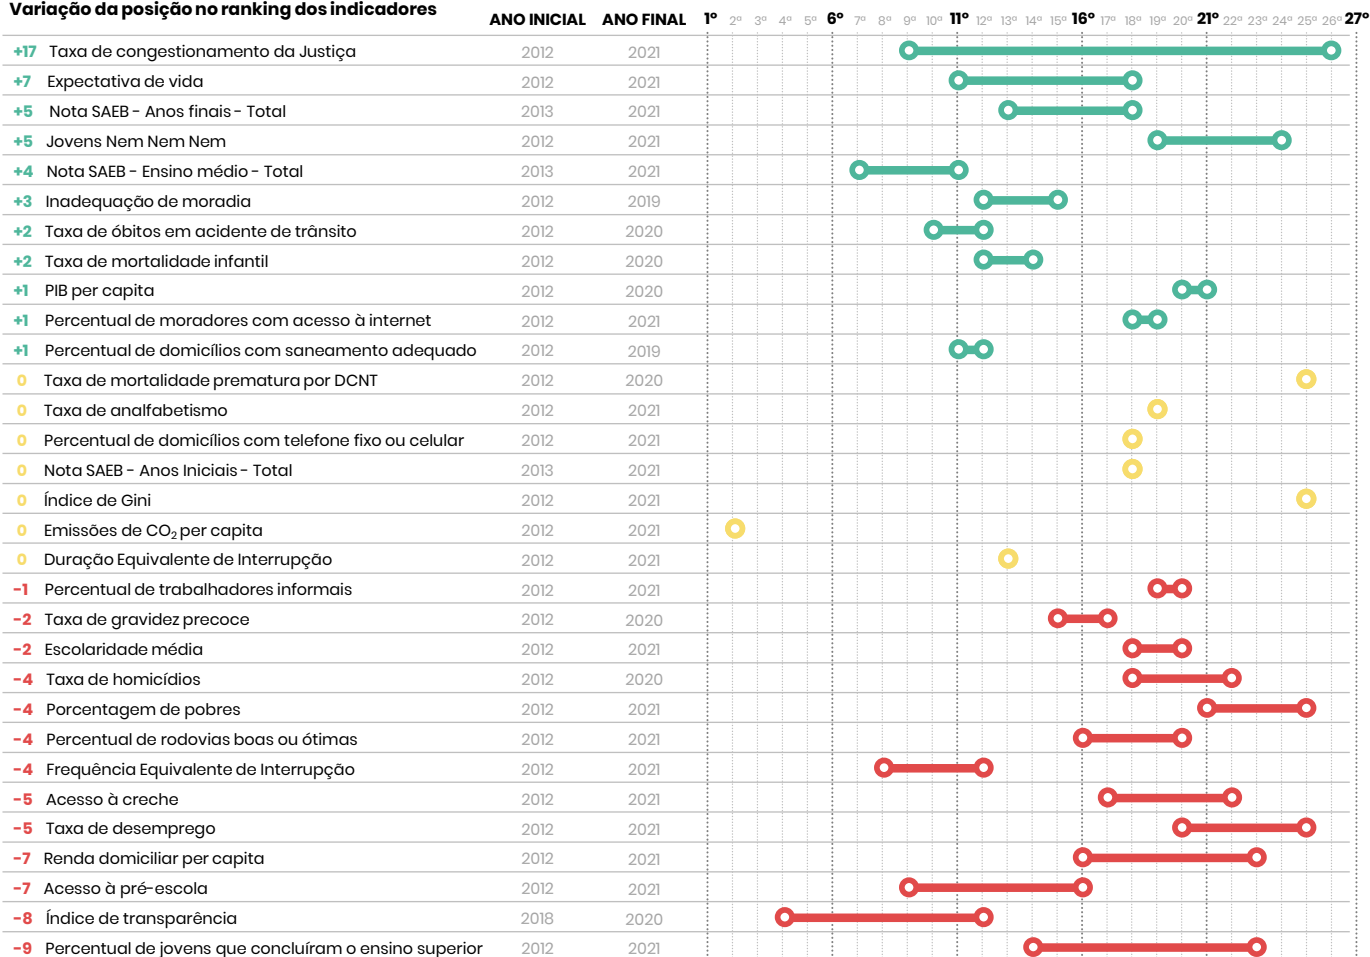 Variação da posição no ranking dos indicadores
ANO INICIAL ANO FINAL 1º 2º 3º 4º 5º 6º 7º 8º 9º 10º 11º 12º 13º 14º 15º 16º 17º 18º 19º 20º 21º 22º 23º 24º 25º 26º 27º
+17 Taxa de congestionamento da Justiça 2012 2021
+7 Expectativa de vida 2012 2021
+5 Nota SAEB - Anos finais - Total 2013 2021
+5 Jovens Nem Nem Nem 2012 2021
+4 Nota SAEB - Ensino médio - Total 2013 2021
+3 Inadequação de moradia 2012 2019
+2 Taxa de óbitos em acidente de trânsito 2012 2020
+2 Taxa de mortalidade infantil 2012 2020
+1 PIB per capita 2012 2020
+1 Percentual de moradores com acesso à internet 2012 2021
+1 Percentual de domicílios com saneamento adequado 2012 2019
0 Taxa de mortalidade prematura por DCNT 2012 2020
0 Taxa de analfabetismo 2012 2021
0 Percentual de domicílios com telefone fixo ou celular 2012 2021
0 Nota SAEB - Anos Iniciais - Total 2013 2021
0 Índice de Gini 2012 2021
0 Emissões de CO₂ per capita 2012 2021
0 Duração Equivalente de Interrupção 2012 2021
-1 Percentual de trabalhadores informais 2012 2021
-2 Taxa de gravidez precoce 2012 2020
-2 Escolaridade média 2012 2021
-4 Taxa de homicídios 2012 2020
-4 Porcentagem de pobres 2012 2021
-4 Percentual de rodovias boas ou ótimas 2012 2021
-4 Frequência Equivalente de Interrupção 2012 2021
-5 Acesso à creche 2012 2021
-5 Taxa de desemprego 2012 2021
-7 Renda domiciliar per capita 2012 2021
-7 Acesso à pré-escola 2012 2021
-8 Índice de transparência 2018 2020
-9 Percentual de jovens que concluíram o ensino superior 2012 2021